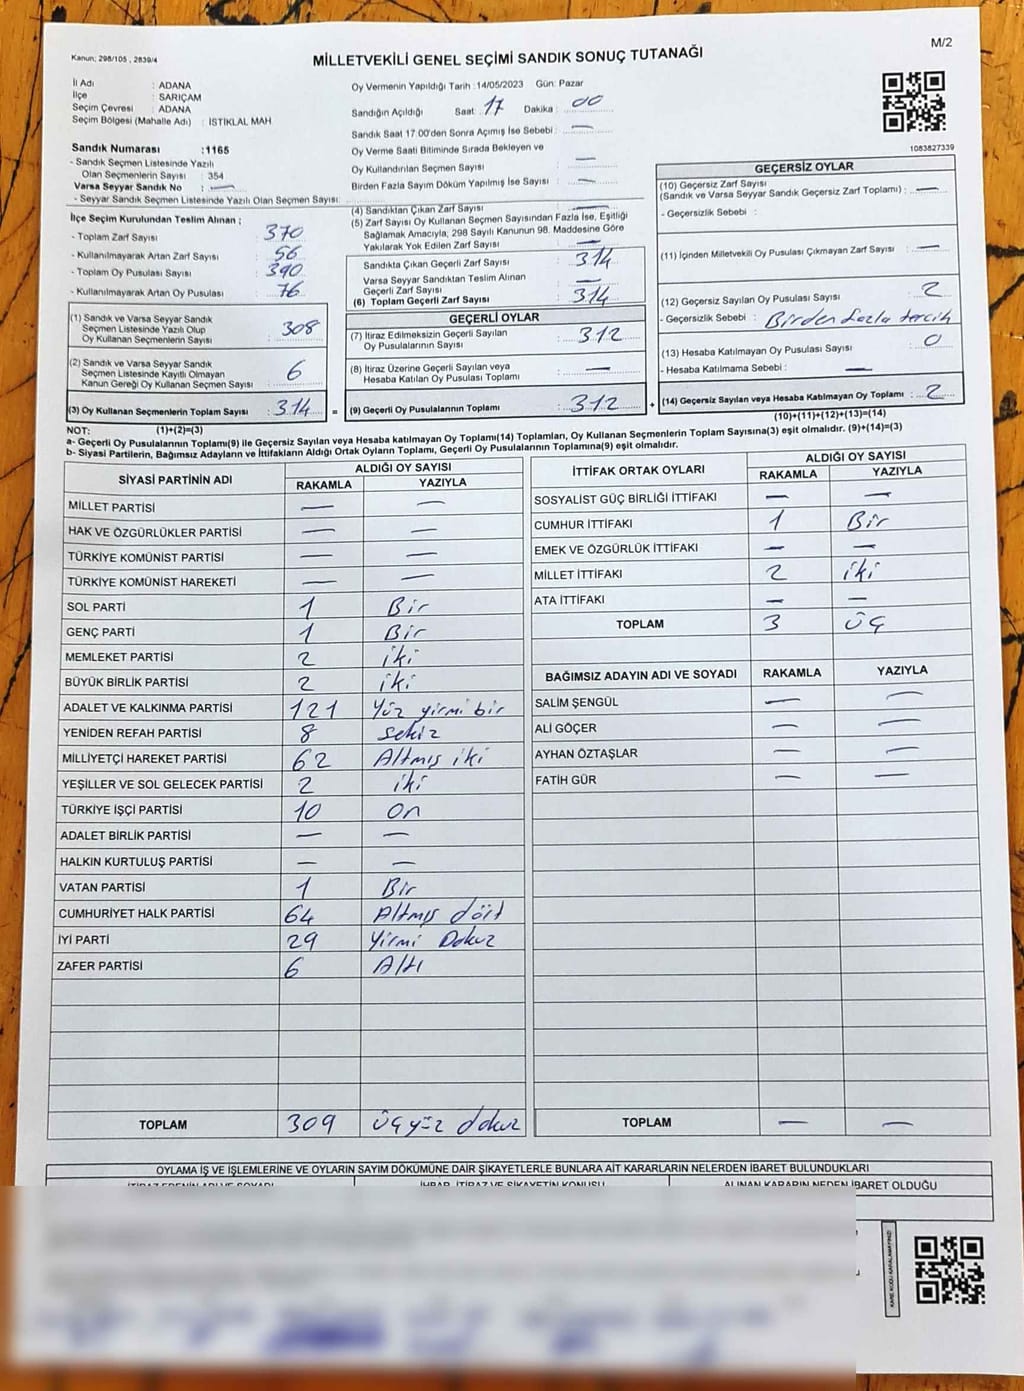 Kanun; 298/105 , 2839/4
MİLLETVEKİLİ GENEL SEÇİMİ SANDIK SONUÇ TUTANAĞI
M/2
İl Adı : ADANA
İlçe : SARIÇAM
Seçim Çevresi : ADANA
Seçim Bölgesi (Mahalle Adı) : İSTİKLAL MAH
Oy Vermenin Yapıldığı Tarih :14/05/2023 Gün: Pazar
Sandığın Açıldığı Saat: 17 Dakika : 00
Sandık Saat 17:00'den Sonra Açımış İse Sebebi : —
Oy Verme Saati Bitiminde Sırada Bekleyen ve
Oy Kullandırılan Seçmen Sayısı —
Birden Fazla Sayım Döküm Yapılmış İse Sayısı : —
1083827339
Sandık Numarası :1165
- Sandık Seçmen Listesinde Yazılı
Olan Seçmenlerin Sayısı : 354
Varsa Seyyar Sandık No : —
- Seyyar Sandık Seçmen Listesinde Yazılı Olan Seçmen Sayısı:
İlçe Seçim Kurulundan Teslim Alınan ;
- Toplam Zarf Sayısı : 370
- Kullanılmayarak Artan Zarf Sayısı : 56
- Toplam Oy Pusulası Sayısı : 390
- Kullanılmayarak Artan Oy Pusulası : 76
(1) Sandık ve Varsa Seyyar Sandık
Seçmen Listesinde Yazılı Olup
Oy Kullanan Seçmenlerin Sayısı : 308
(2) Sandık ve Varsa Seyyar Sandık
Seçmen Listesinde Kayıtlı Olmayan
Kanun Gereği Oy Kullanan Seçmen Sayısı : 6
(3) Oy Kullanan Seçmenlerin Toplam Sayısı : 314 =
(4) Sandıktan Çıkan Zarf Sayısı —
(5) Zarf Sayısı Oy Kullanan Seçmen Sayısından Fazla İse, Eşitliği
Sağlamak Amacıyla, 298 Sayılı Kanunun 98. Maddesine Göre
Yakılarak Yok Edilen Zarf Sayısı —
Sandıkta Çıkan Geçerli Zarf Sayısı : 314
Varsa Seyyar Sandıktan Teslim Alınan
Geçerli Zarf Sayısı : —
(6) Toplam Geçerli Zarf Sayısı : 314
GEÇERLİ OYLAR
(7) İtiraz Edilmeksizin Geçerli Sayılan
Oy Pusulalarının Sayısı : 312
(8) İtiraz Üzerine Geçerli Sayılan veya
Hesaba Katılan Oy Pusulası Toplamı : —
(9) Geçerli Oy Pusulalarının Toplamı : 312 +
GEÇERSİZ OYLAR
(10) Geçersiz Zarf Sayısı
(Sandık ve Varsa Seyyar Sandık Geçersiz Zarf Toplamı) : —
- Geçersizlik Sebebi :
(11) İçinden Milletvekili Oy Pusulası Çıkmayan Zarf Sayısı : —
(12) Geçersiz Sayılan Oy Pusulası Sayısı : 2
- Geçersizlik Sebebi : Birden fazla tercih
(13) Hesaba Katılmayan Oy Pusulası Sayısı : 0
- Hesaba Katılmama Sebebi : —
(14) Geçersiz Sayılan veya Hesaba Katılmayan Oy Toplamı : 2
(10)+(11)+(12)+(13)=(14)
NOT: (1)+(2)=(3)
a- Geçerli Oy Pusulalarının Toplamı(9) ile Geçersiz Sayılan veya Hesaba katılmayan Oy Toplamı(14) Toplamları, Oy Kullanan Seçmenlerin Toplam Sayısına(3) eşit olmalıdır. (9)+(14)=(3)
b- Siyasi Partilerin, Bağımsız Adayların ve İttifakların Aldığı Ortak Oyların Toplamı, Geçerli Oy Pusulalarının Toplamına(9) eşit olmalıdır.
SİYASİ PARTİNİN ADI ALDIĞI OY SAYISI
RAKAMLA YAZIYLA
MİLLET PARTİSİ — —
HAK VE ÖZGÜRLÜKLER PARTİSİ — —
TÜRKİYE KOMÜNİST PARTİSİ — —
TÜRKİYE KOMÜNİST HAREKETİ — —
SOL PARTİ 1 Bir
GENÇ PARTİ 1 Bir
MEMLEKET PARTİSİ 2 iki
BÜYÜK BİRLİK PARTİSİ 2 iki
ADALET VE KALKINMA PARTİSİ 121 Yüz yirmi bir
YENİDEN REFAH PARTİSİ 8 sekiz
MİLLİYETÇİ HAREKET PARTİSİ 62 Altmış iki
YEŞİLLER VE SOL GELECEK PARTİSİ 2 iki
TÜRKİYE İŞÇİ PARTİSİ 10 On
ADALET BİRLİK PARTİSİ — —
HALKIN KURTULUŞ PARTİSİ — —
VATAN PARTİSİ 1 Bir
CUMHURİYET HALK PARTİSİ 64 Altmış dört
İYİ PARTİ 29 Yirmi Dokuz
ZAFER PARTİSİ 6 Altı
TOPLAM 309 Üçyüz dokuz
İTTİFAK ORTAK OYLARI ALDIĞI OY SAYISI
RAKAMLA YAZIYLA
SOSYALİST GÜÇ BİRLİĞİ İTTİFAKI — —
CUMHUR İTTİFAKI 1 Bir
EMEK VE ÖZGÜRLÜK İTTİFAKI — —
MİLLET İTTİFAKI 2 iki
ATA İTTİFAKI — —
TOPLAM 3 ÜÇ
BAĞIMSIZ ADAYIN ADI VE SOYADI RAKAMLA YAZIYLA
SALİM ŞENGÜL — —
ALİ GÖÇER — —
AYHAN ÖZTAŞLAR — —
FATİH GÜR — —
TOPLAM — —
OYLAMA İŞ VE İŞLEMLERİNE VE OYLARIN SAYIM DÖKÜMÜNE DAİR ŞİKAYETLERLE BUNLARA AİT KARARLARIN NELERDEN İBARET BULUNDUKLARI
İTİRAZ EDENİN ADI VE SOYADI İHBAR, İTİRAZ VE ŞİKAYETİN KONUSU ALINAN KARARIN NEDEN İBARET OLDUĞU
KARE KODU KARALAMAYINIZ!